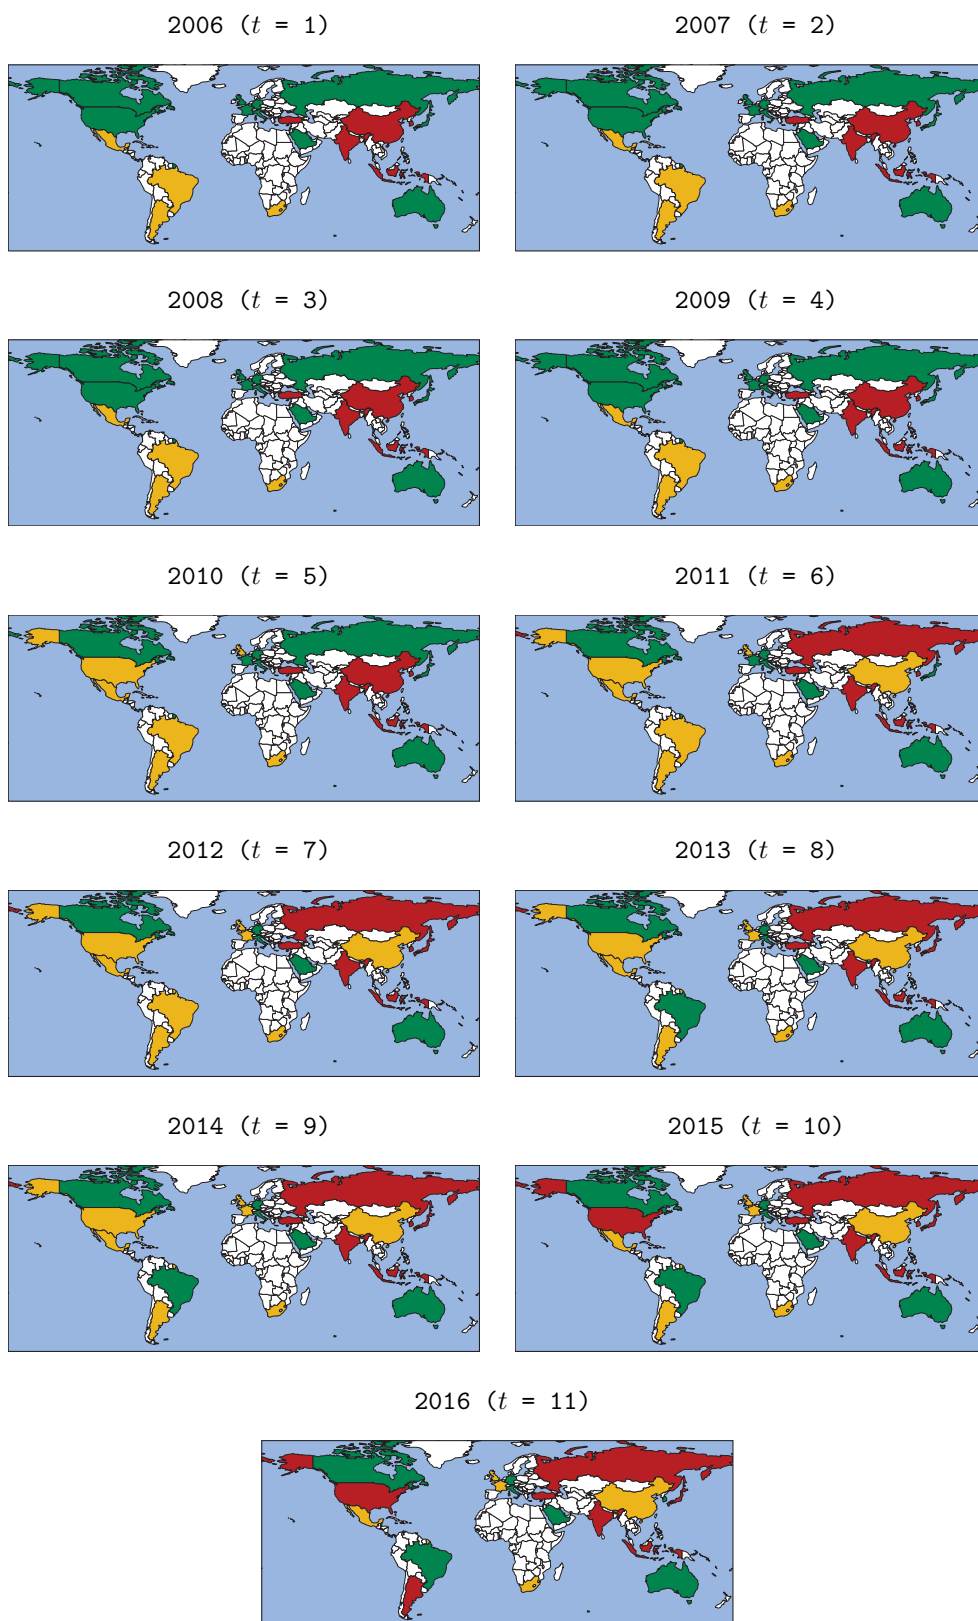 2006 (t = 1)
2007 (t = 2)
2008 (t = 3)
2009 (t = 4)
2010 (t = 5)
2011 (t = 6)
2012 (t = 7)
2013 (t = 8)
2014 (t = 9)
2015 (t = 10)
2016 (t = 11)